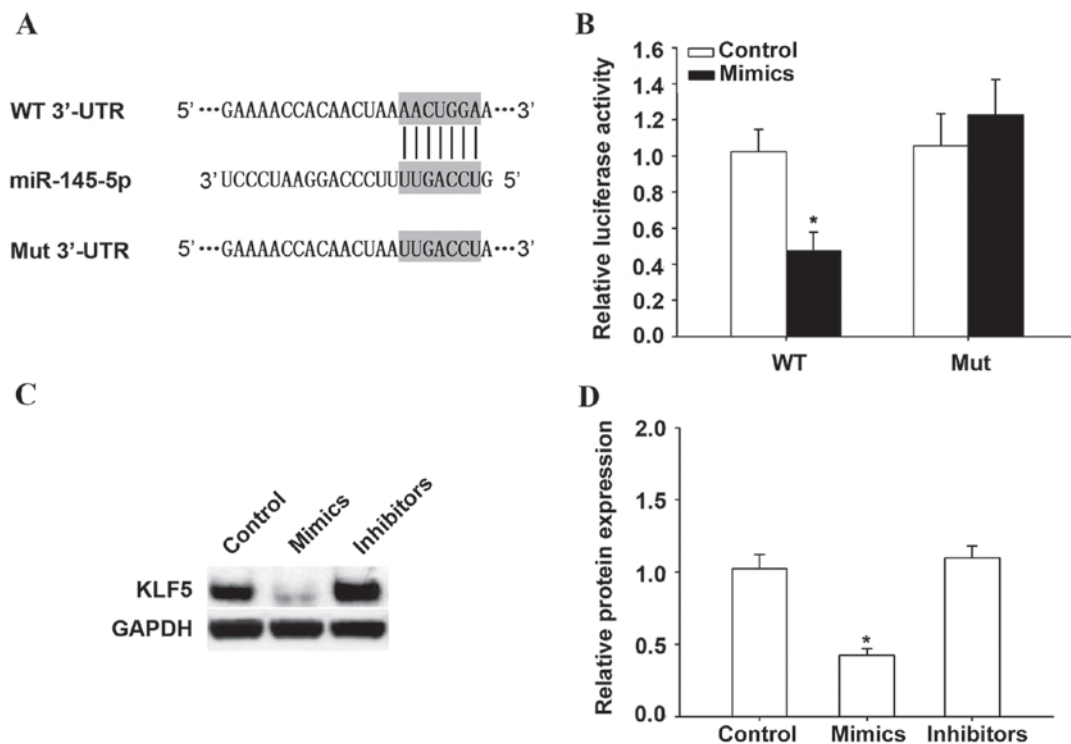 A
WT 3'-UTR 5' ···GAAAACCACAACUAAAACUGGAA··· 3'
miR-145-5p 3' UCCCUAAGGACCCUUUUGACCUG 5'
Mut 3'-UTR 5' ···GAAAACCACAACUAAUUGACCUA··· 3'
B
Control
Mimics
Relative luciferase activity
1.6
1.4
1.2
1.0
0.8
0.6
0.4
0.2
0.0
*
WT Mut
C
Control Mimics Inhibitors
KLF5
GAPDH
D
Relative protein expression
2.0
1.5
1.0
0.5
0.0
*
Control Mimics Inhibitors